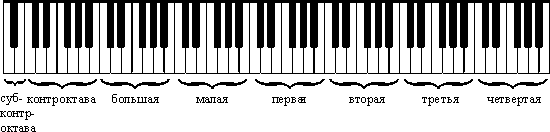 суб- контроктава большая малая первая вторая третья четвертая
контр-
октава